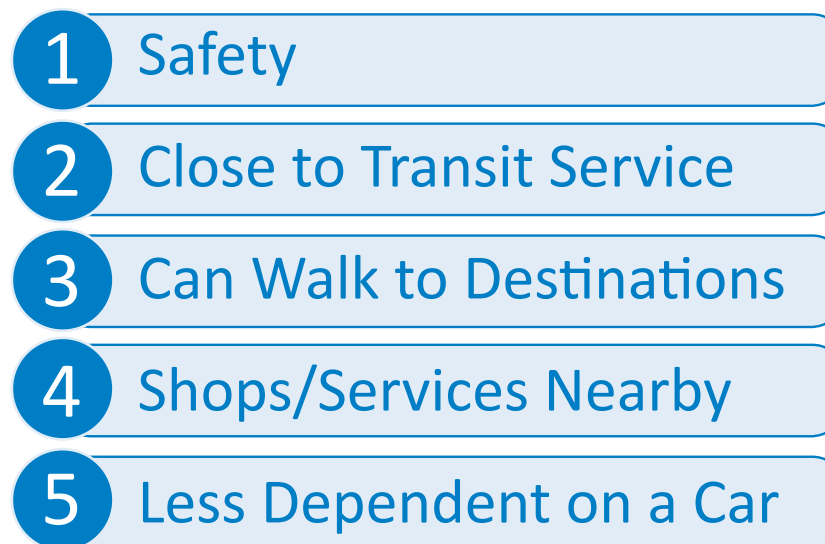 1 Safety
2 Close to Transit Service
3 Can Walk to Destinations
4 Shops/Services Nearby
5 Less Dependent on a Car